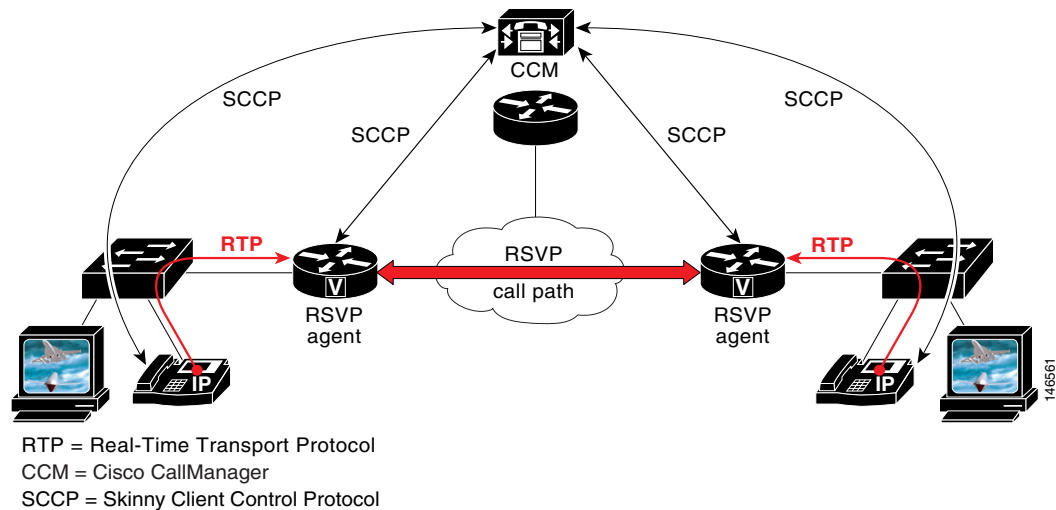 CCM
SCCP
SCCP
SCCP
SCCP
RTP
RSVP
call path
RTP
V
RSVP
agent
V
RSVP
agent
IP
IP
146561
RTP = Real-Time Transport Protocol
CCM = Cisco CallManager
SCCP = Skinny Client Control Protocol